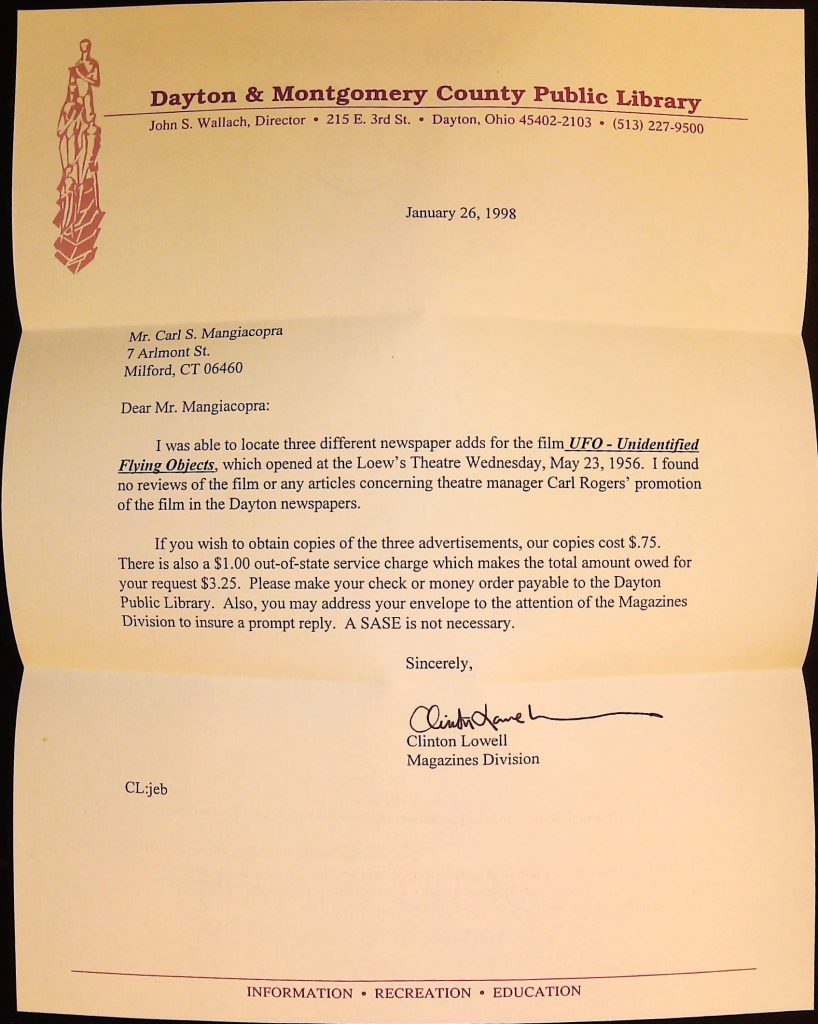 Dayton & Montgomery County Public Library
John S. Wallach, Director • 215 E. 3rd St. • Dayton, Ohio 45402-2103 • (513) 227-9500
January 26, 1998
Mr. Carl S. Mangiacopra
7 Arlmont St.
Milford, CT 06460
Dear Mr. Mangiacopra:
I was able to locate three different newspaper adds for the film UFO - Unidentified
Flying Objects, which opened at the Loew's Theatre Wednesday, May 23, 1956. I found
no reviews of the film or any articles concerning theatre manager Carl Rogers' promotion
of the film in the Dayton newspapers.
If you wish to obtain copies of the three advertisements, our copies cost $.75.
There is also a $1.00 out-of-state service charge which makes the total amount owed for
your request $3.25. Please make your check or money order payable to the Dayton
Public Library. Also, you may address your envelope to the attention of the Magazines
Division to insure a prompt reply. A SASE is not necessary.
Sincerely,
Clinton Lowell
Clinton Lowell
Magazines Division
CL:jeb
INFORMATION • RECREATION • EDUCATION